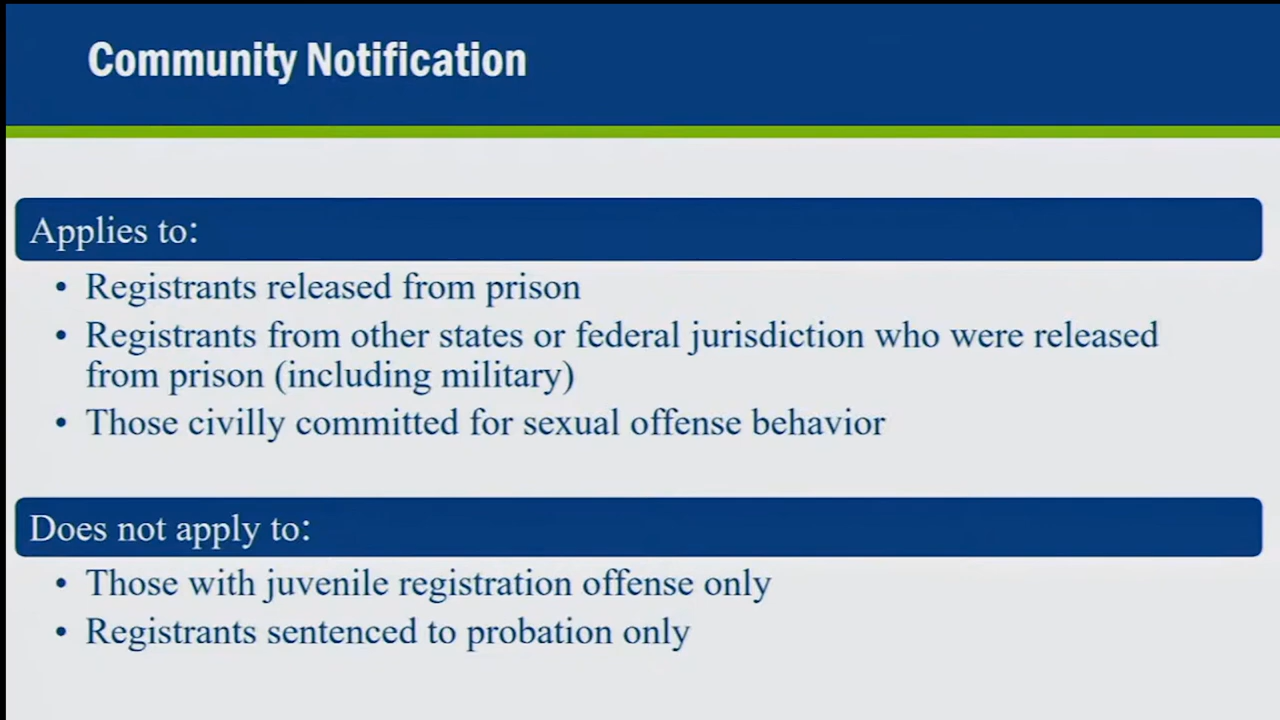 Community Notification
Applies to:
• Registrants released from prison
• Registrants from other states or federal jurisdiction who were released
from prison (including military)
• Those civilly committed for sexual offense behavior
Does not apply to:
• Those with juvenile registration offense only
• Registrants sentenced to probation only